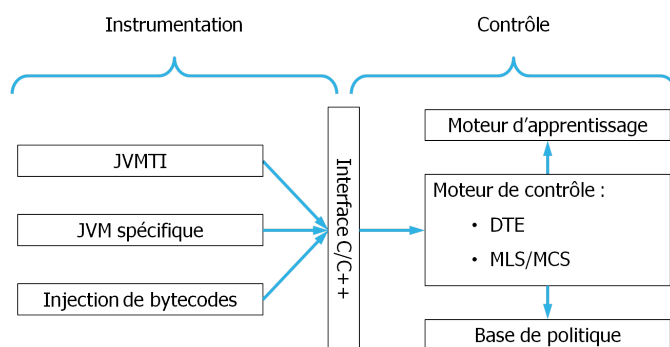 Instrumentation
Contrôle
JVMTI
JVM spécifique
Injection de bytecodes
Interface C/C++
Moteur d'apprentissage
Moteur de contrôle :
• DTE
• MLS/MCS
Base de politique